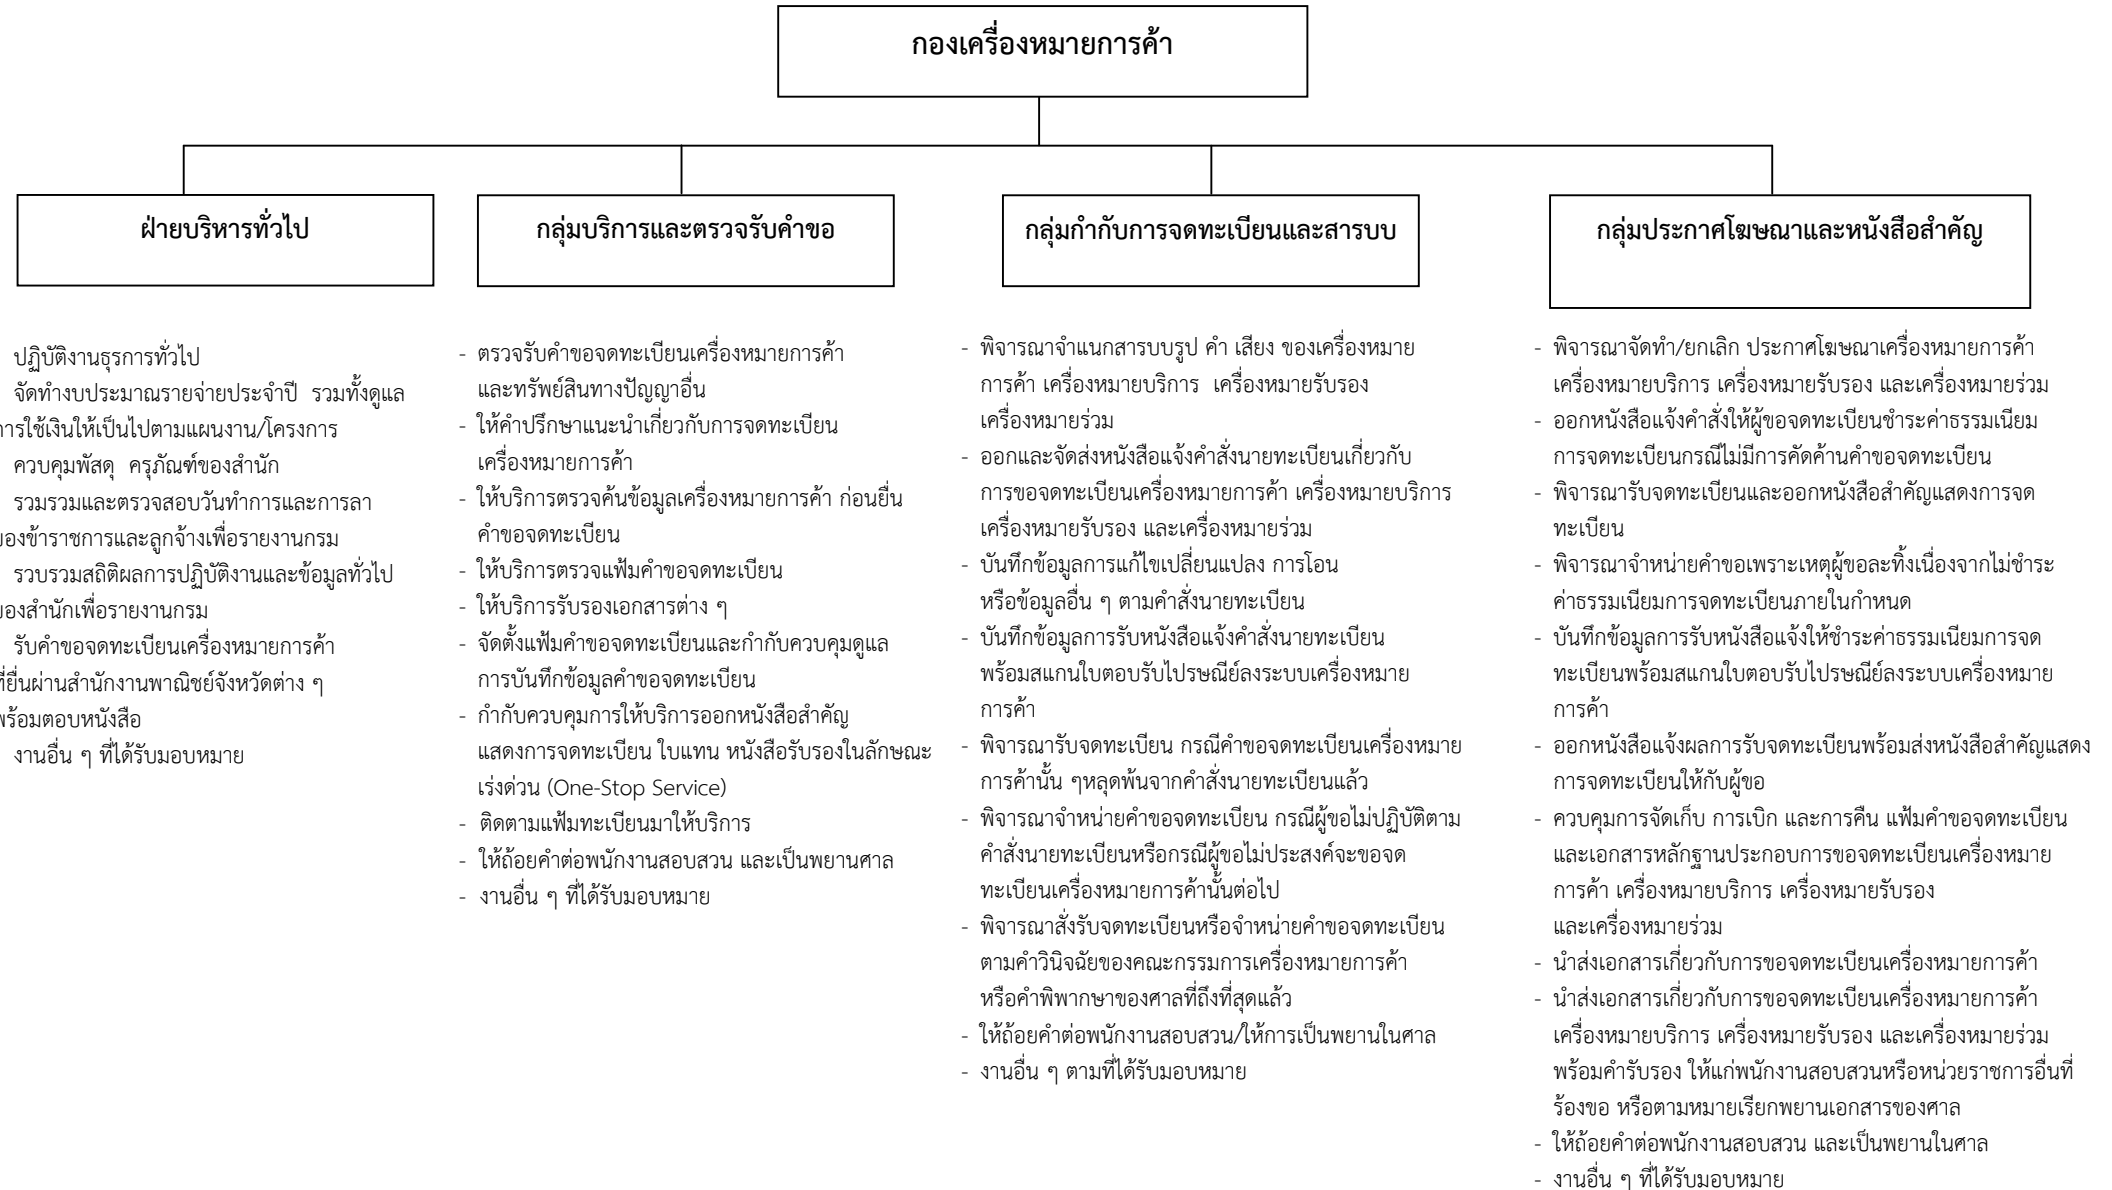 กองเครื่องหมายการค้า
ฝ่ายบริหารทั่วไป
ปฏิบัติงานธุรการทั่วไป
จัดทำงบประมาณรายจ่ายประจำปี  รวมทั้งดูแล
การใช้เงินให้เป็นไปตามแผนงาน/โครงการ
ควบคุมพัสดุ  ครุภัณฑ์ของสำนัก
รวมรวมและตรวจสอบวันทำการและการลา
ของข้าราชการและลูกจ้างเพื่อรายงานกรม
รวบรวมสถิติผลการปฏิบัติงานและข้อมูลทั่วไป
ของสำนักเพื่อรายงานกรม
รับคำขอจดทะเบียนเครื่องหมายการค้า
ที่ยื่นผ่านสำนักงานพาณิชย์จังหวัดต่าง ๆ
พร้อมตอบหนังสือ
งานอื่น ๆ ที่ได้รับมอบหมาย
กลุ่มบริการและตรวจรับคำขอ
- ตรวจรับคำขอจดทะเบียนเครื่องหมายการค้า
และทรัพย์สินทางปัญญาอื่น
- ให้คำปรึกษาแนะนำเกี่ยวกับการจดทะเบียน
เครื่องหมายการค้า
- ให้บริการตรวจค้นข้อมูลเครื่องหมายการค้า ก่อนยื่น
คำขอจดทะเบียน
- ให้บริการตรวจแฟ้มคำขอจดทะเบียน
- ให้บริการรับรองเอกสารต่าง ๆ
- จัดตั้งแฟ้มคำขอจดทะเบียนและกำกับควบคุมดูแล
การบันทึกข้อมูลคำขอจดทะเบียน
- กำกับควบคุมการให้บริการออกหนังสือสำคัญ
แสดงการจดทะเบียน ใบแทน หนังสือรับรองในลักษณะ
เร่งด่วน (One-Stop Service)
- ติดตามแฟ้มทะเบียนมาให้บริการ
- ให้ถ้อยคำต่อพนักงานสอบสวน และเป็นพยานศาล
- งานอื่น ๆ ที่ได้รับมอบหมาย
กลุ่มกำกับการจดทะเบียนและสารบบ
- พิจารณาจำแนกสารบบรูป คำ เสียง ของเครื่องหมาย
การค้า เครื่องหมายบริการ  เครื่องหมายรับรอง
เครื่องหมายร่วม
- ออกและจัดส่งหนังสือแจ้งคำสั่งนายทะเบียนเกี่ยวกับ
การขอจดทะเบียนเครื่องหมายการค้า เครื่องหมายบริการ
เครื่องหมายรับรอง และเครื่องหมายร่วม
- บันทึกข้อมูลการแก้ไขเปลี่ยนแปลง การโอน
หรือข้อมูลอื่น ๆ ตามคำสั่งนายทะเบียน
- บันทึกข้อมูลการรับหนังสือแจ้งคำสั่งนายทะเบียน
พร้อมสแกนใบตอบรับไปรษณีย์ลงระบบเครื่องหมาย
การค้า
- พิจารณารับจดทะเบียน กรณีคำขอจดทะเบียนเครื่องหมาย
การค้านั้น ๆหลุดพ้นจากคำสั่งนายทะเบียนแล้ว
- พิจารณาจำหน่ายคำขอจดทะเบียน กรณีผู้ขอไม่ปฏิบัติตาม
คำสั่งนายทะเบียนหรือกรณีผู้ขอไม่ประสงค์จะขอจด
ทะเบียนเครื่องหมายการค้านั้นต่อไป
- พิจารณาสั่งรับจดทะเบียนหรือจำหน่ายคำขอจดทะเบียน
ตามคำวินิจฉัยของคณะกรรมการเครื่องหมายการค้า
หรือคำพิพากษาของศาลที่ถึงที่สุดแล้ว
- ให้ถ้อยคำต่อพนักงานสอบสวน/ให้การเป็นพยานในศาล
- งานอื่น ๆ ตามที่ได้รับมอบหมาย
กลุ่มประกาศโฆษณาและหนังสือสำคัญ
- พิจารณาจัดทำ/ยกเลิก ประกาศโฆษณาเครื่องหมายการค้า
เครื่องหมายบริการ เครื่องหมายรับรอง และเครื่องหมายร่วม
- ออกหนังสือแจ้งคำสั่งให้ผู้ขอจดทะเบียนชำระค่าธรรมเนียม
การจดทะเบียนกรณีไม่มีการคัดค้านคำขอจดทะเบียน
- พิจารณารับจดทะเบียนและออกหนังสือสำคัญแสดงการจด
ทะเบียน
- พิจารณาจำหน่ายคำขอเพราะเหตุผู้ขอละทิ้งเนื่องจากไม่ชำระ
ค่าธรรมเนียมการจดทะเบียนภายในกำหนด
- บันทึกข้อมูลการรับหนังสือแจ้งให้ชำระค่าธรรมเนียมการจด
ทะเบียนพร้อมสแกนใบตอบรับไปรษณีย์ลงระบบเครื่องหมาย
การค้า
- ออกหนังสือแจ้งผลการรับจดทะเบียนพร้อมส่งหนังสือสำคัญแสดง
การจดทะเบียนให้กับผู้ขอ
- ควบคุมการจัดเก็บ การเบิก และการคืน แฟ้มคำขอจดทะเบียน
และเอกสารหลักฐานประกอบการขอจดทะเบียนเครื่องหมาย
การค้า เครื่องหมายบริการ เครื่องหมายรับรอง
และเครื่องหมายร่วม
- นำส่งเอกสารเกี่ยวกับการขอจดทะเบียนเครื่องหมายการค้า
- นำส่งเอกสารเกี่ยวกับการขอจดทะเบียนเครื่องหมายการค้า
เครื่องหมายบริการ เครื่องหมายรับรอง และเครื่องหมายร่วม
พร้อมคำรับรอง ให้แก่พนักงานสอบสวนหรือหน่วยราชการอื่นที่
ร้องขอ หรือตามหมายเรียกพยานเอกสารของศาล
- ให้ถ้อยคำต่อพนักงานสอบสวน และเป็นพยานในศาล
- งานอื่น ๆ ที่ได้รับมอบหมาย